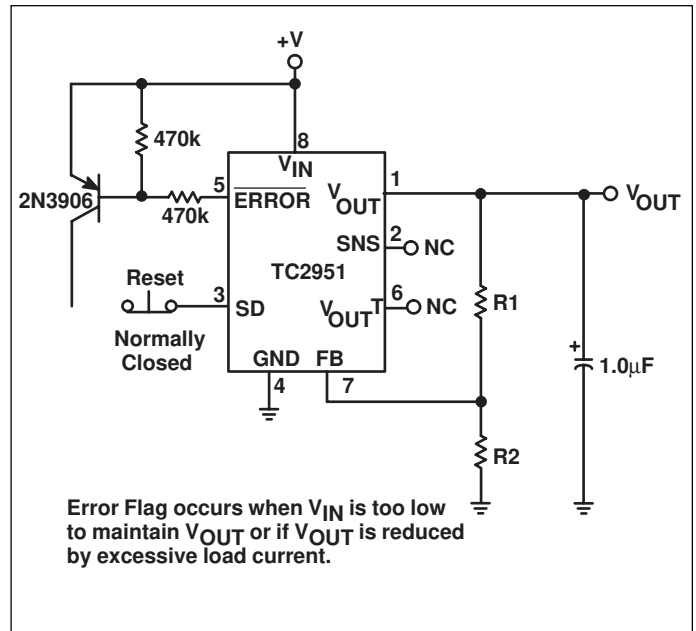 +V
470k
8
VIN
5
ERROR
1
VOUT
VOUT
2N3906
470k
SNS
2
NC
TC2951
Reset
3
SD
6
NC
VOUTT
R1
Normally
Closed
GND
FB
+
1.0µF
4
7
R2
Error Flag occurs when VIN is too low
to maintain VOUT or if VOUT is reduced
by excessive load current.